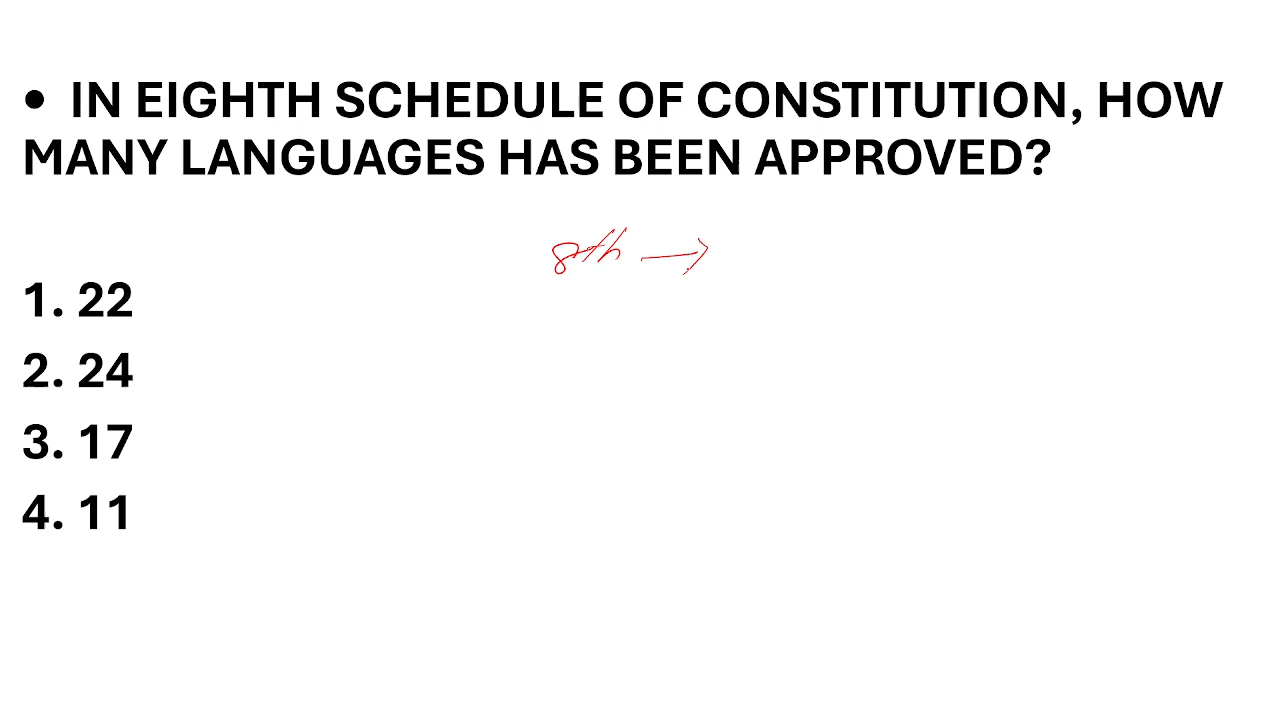 • IN EIGHTH SCHEDULE OF CONSTITUTION, HOW
MANY LANGUAGES HAS BEEN APPROVED?
8th →
1. 22
2. 24
3. 17
4. 11